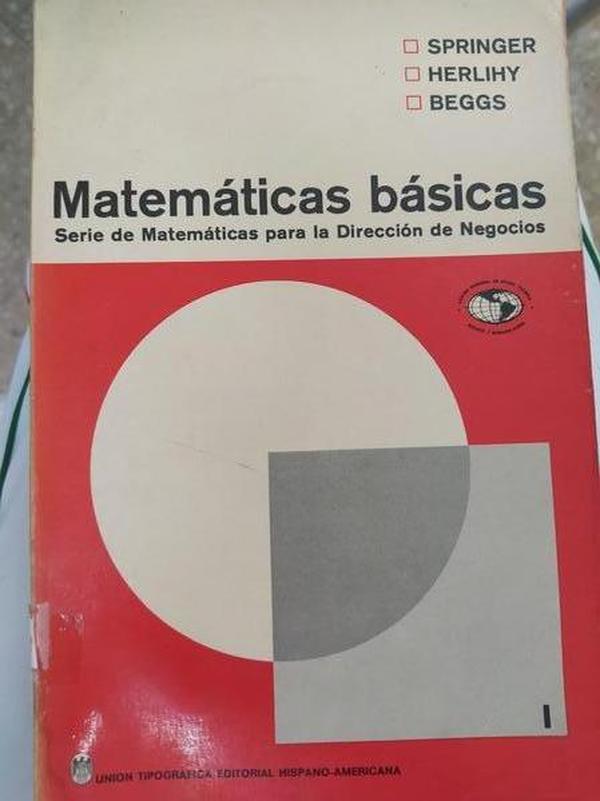 SPRINGER
HERLIHY
BEGGS
Matemáticas básicas
Serie de Matemáticas para la Dirección de Negocios
I
UNION TIPOGRAFICA EDITORIAL HISPANO-AMERICANA